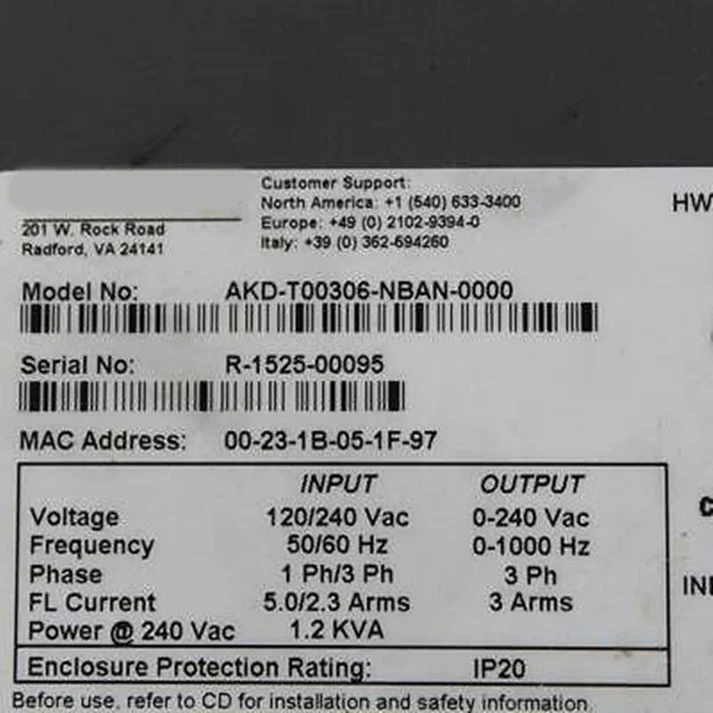 Customer Support:
North America: +1 (540) 633-3400
Europe: +49 (0) 2102-9394-0
Italy: +39 (0) 362-694260
201 W. Rock Road
Radford, VA 24141
HW
Model No: AKD-T00306-NBAN-0000
Serial No: R-1525-00095
MAC Address: 00-23-1B-05-1F-97
INPUT OUTPUT
Voltage 120/240 Vac 0-240 Vac
Frequency 50/60 Hz 0-1000 Hz
Phase 1 Ph/3 Ph 3 Ph
FL Current 5.0/2.3 Arms 3 Arms
Power @ 240 Vac 1.2 KVA
Enclosure Protection Rating: IP20
Before use, refer to CD for installation and safety information.